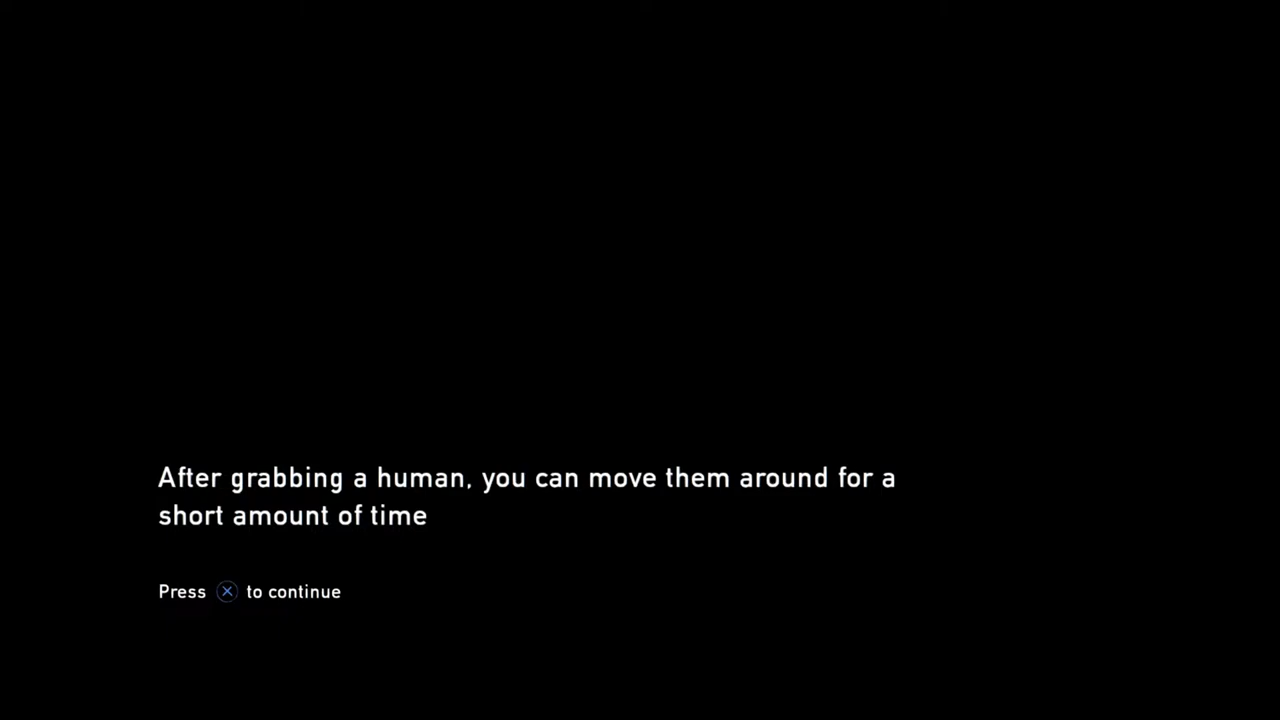 After grabbing a human, you can move them around for a
short amount of time
Press ⓧ to continue